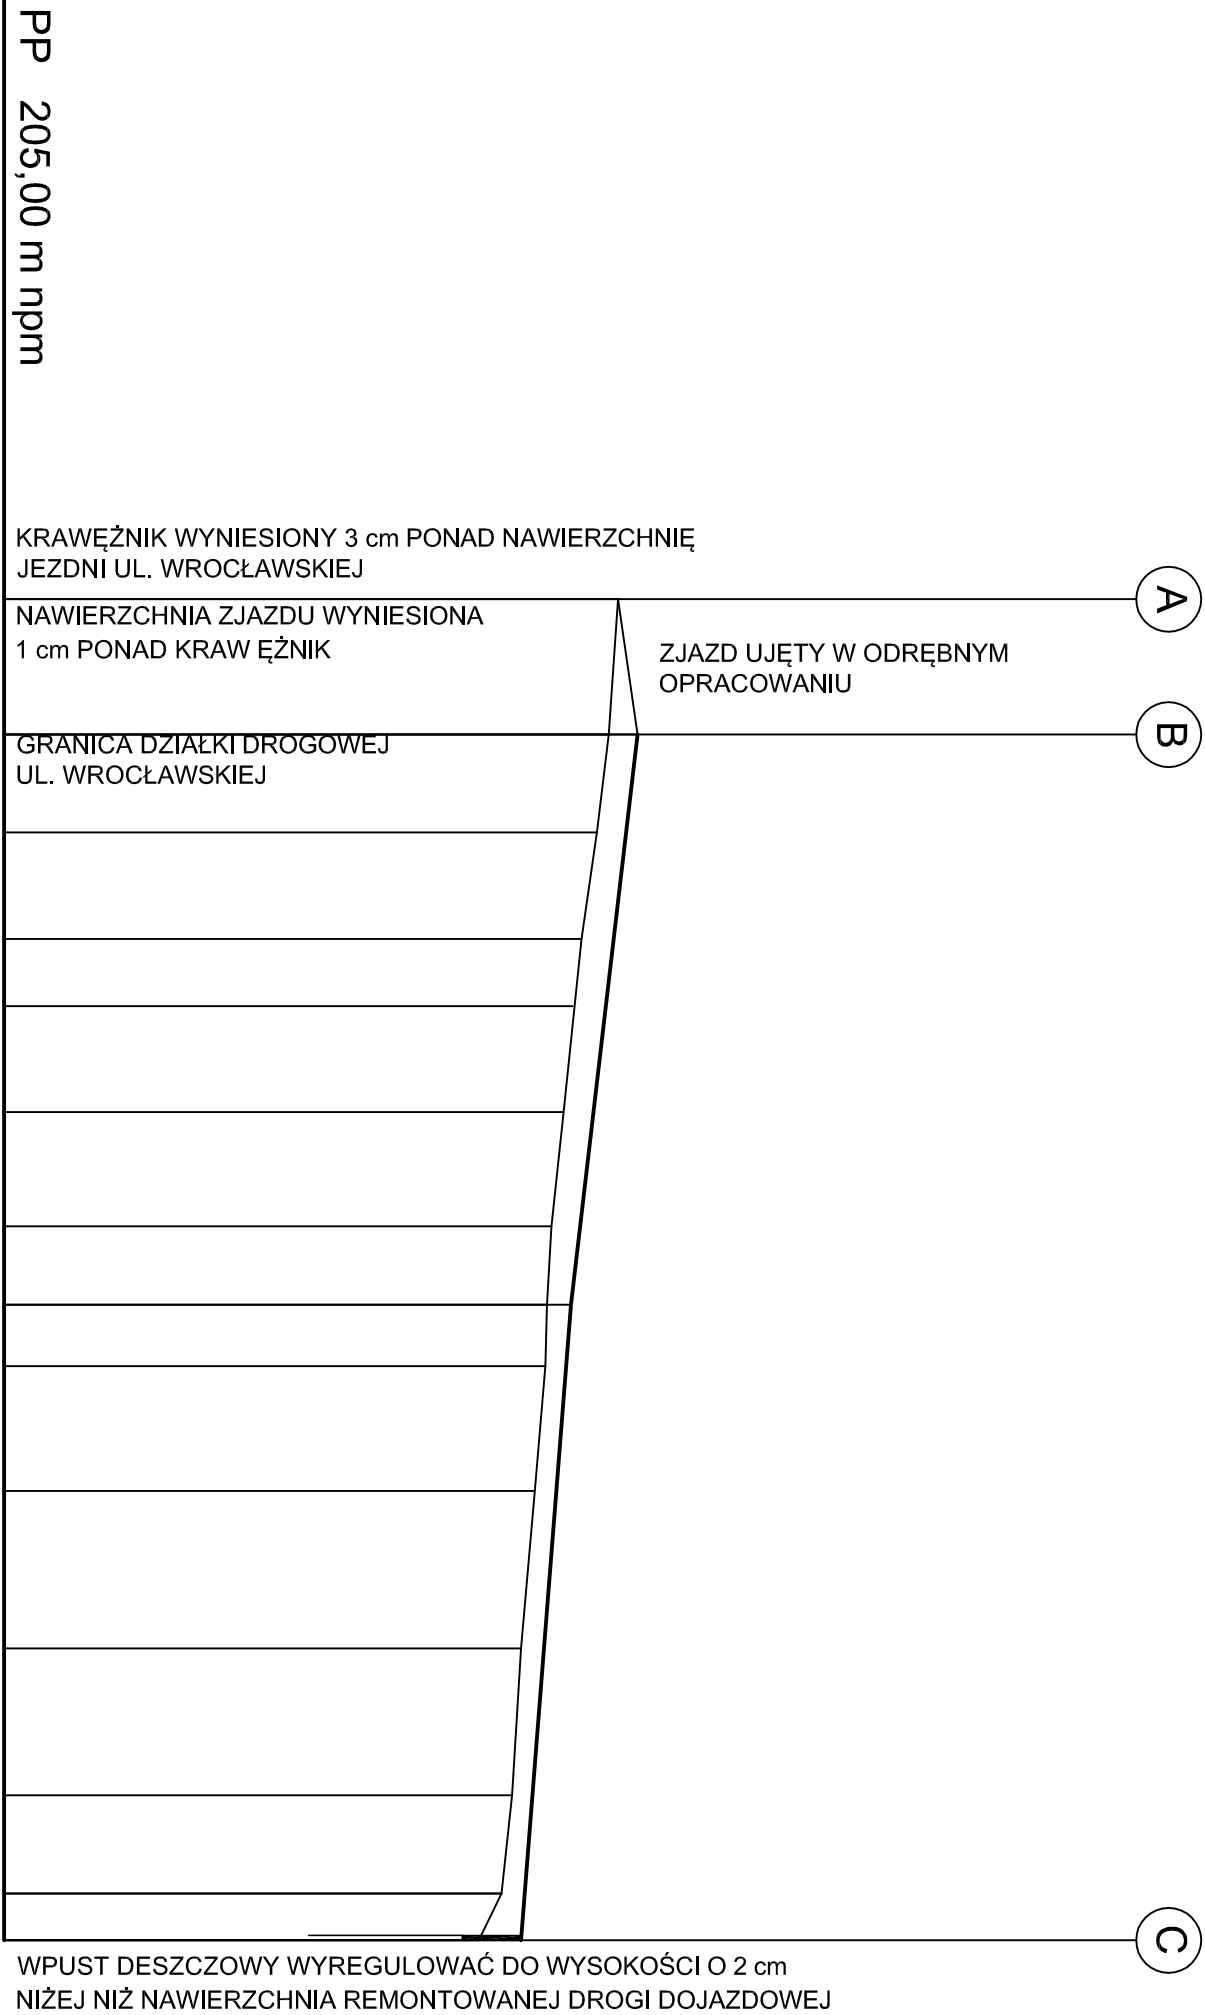 PP 205,00 m npm
KRAWĘŻNIK WYNIESIONY 3 cm PONAD NAWIERZCHNIĘ
JEZDNI UL. WROCŁAWSKIEJ
A
NAWIERZCHNIA ZJAZDU WYNIESIONA
1 cm PONAD KRAW ĘŻNIK
ZJAZD UJĘTY W ODRĘBNYM
OPRACOWANIU
B
GRANICA DZIAŁKI DROGOWEJ
UL. WROCŁAWSKIEJ
C
WPUST DESZCZOWY WYREGULOWAĆ DO WYSOKOŚCI O 2 cm
NIŻEJ NIŻ NAWIERZCHNIA REMONTOWANEJ DROGI DOJAZDOWEJ